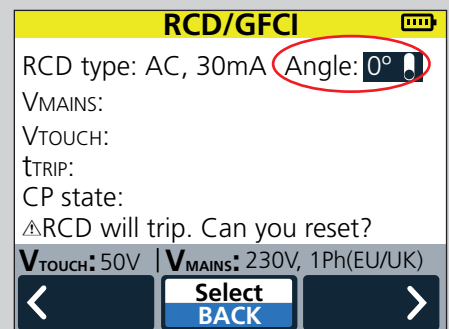 RCD/GFCI
RCD type: AC, 30mA Angle: 0°
VMAINS:
VTOUCH:
tTRIP:
CP state:
⚠RCD will trip. Can you reset?
VTOUCH: 50V | VMAINS: 230V, 1Ph(EU/UK)
Select
BACK